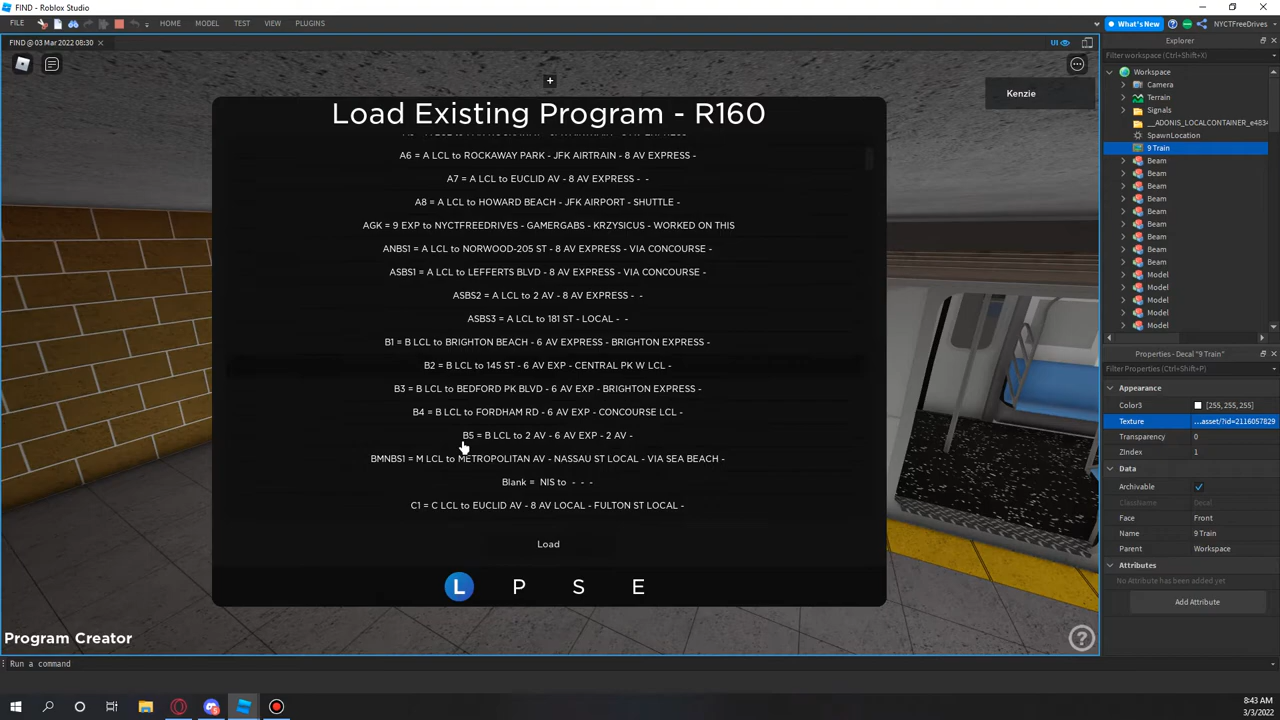 FIND - Roblox Studio
FILE HOME MODEL TEST VIEW PLUGINS What's New NYCTFreeDrives
FIND @ 03 Mar 2022 08:30 UI
Load Existing Program - R160
A6 = A LCL to ROCKAWAY PARK - JFK AIRTRAIN - 8 AV EXPRESS -
A7 = A LCL to EUCLID AV - 8 AV EXPRESS - -
A8 = A LCL to HOWARD BEACH - JFK AIRPORT - SHUTTLE -
AGK = 9 EXP to NYCTFREEDRIVES - GAMERGABS - KRZYSICUS - WORKED ON THIS
ANBS1 = A LCL to NORWOOD-205 ST - 8 AV EXPRESS - VIA CONCOURSE -
ASBS1 = A LCL to LEFFERTS BLVD - 8 AV EXPRESS - VIA CONCOURSE -
ASBS2 = A LCL to 2 AV - 8 AV EXPRESS - -
ASBS3 = A LCL to 181 ST - LOCAL - -
B1 = B LCL to BRIGHTON BEACH - 6 AV EXPRESS - BRIGHTON EXPRESS -
B2 = B LCL to 145 ST - 6 AV EXP - CENTRAL PK W LCL -
B3 = B LCL to BEDFORD PK BLVD - 6 AV EXP - BRIGHTON EXPRESS -
B4 = B LCL to FORDHAM RD - 6 AV EXP - CONCOURSE LCL -
B5 = B LCL to 2 AV - 6 AV EXP - 2 AV -
BMNBS1 = M LCL to METROPOLITAN AV - NASSAU ST LOCAL - VIA SEA BEACH -
Blank = NIS to - - -
C1 = C LCL to EUCLID AV - 8 AV LOCAL - FULTON ST LOCAL -
Load
L P S E
Program Creator
Kenzie
Explorer
Filter workspace (Ctrl+Shift+X)
Workspace
Camera
Terrain
Signals
__ADONIS_LOCALCONTAINER_e4834
SpawnLocation
9 Train
Beam
Beam
Beam
Beam
Beam
Beam
Beam
Beam
Beam
Model
Model
Model
Model
Model
Properties - Decal "9 Train"
Filter Properties (Ctrl+Shift+P)
Appearance
Color3 [255, 255, 255]
Texture ...asset/?id=2116057829
Transparency 0
ZIndex 1
Data
Archivable
ClassName Decal
Face Front
Name 9 Train
Parent Workspace
Attributes
No Attribute has been added yet
Add Attribute
Run a command
8:43 AM
3/3/2022